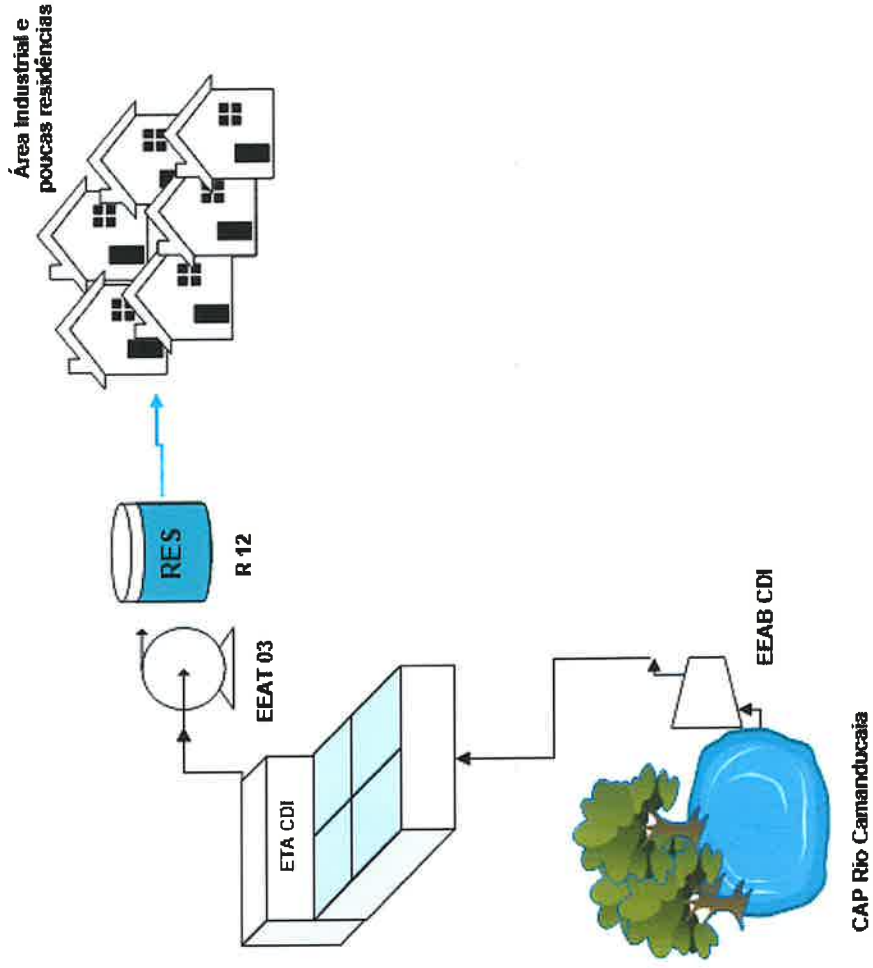 Área Industrial e
poucas residências
RES
R 12
EEAT 03
ETA CDI
EEAB CDI
CAP Rio Camanducaia